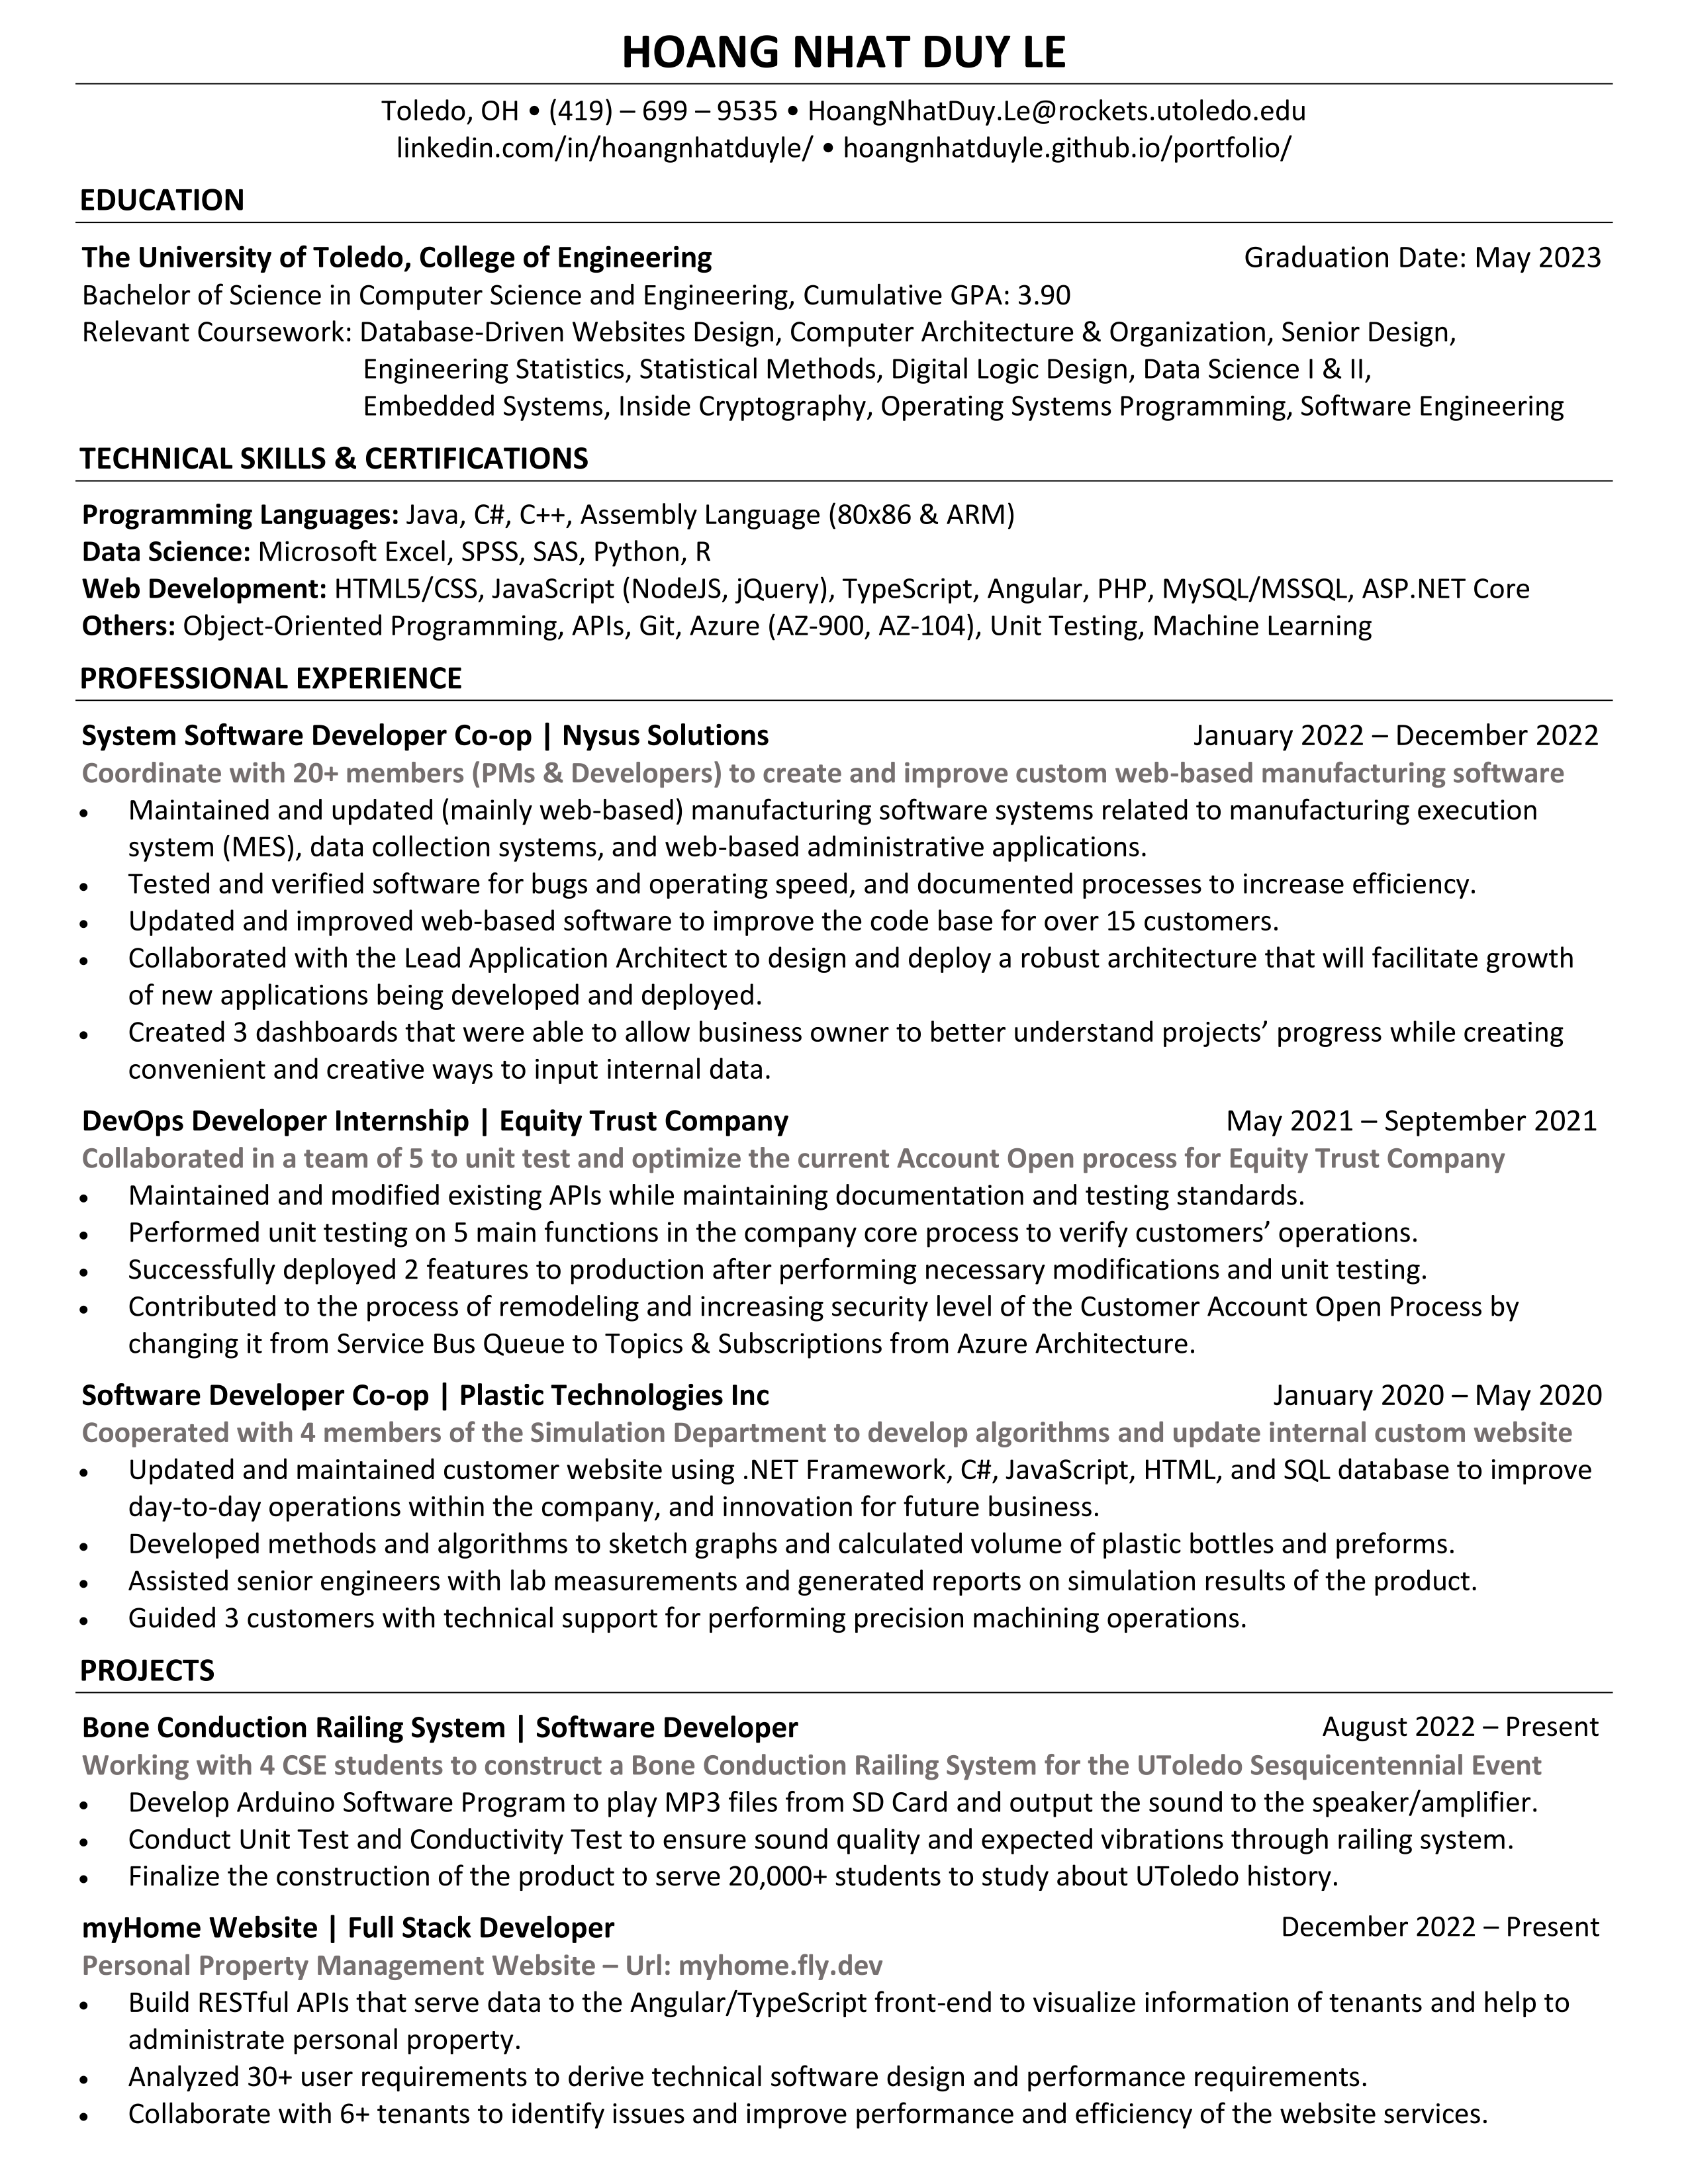 HOANG NHAT DUY LE
Toledo, OH • (419) – 699 – 9535 • HoangNhatDuy.Le@rockets.utoledo.edu
linkedin.com/in/hoangnhatduyle/ • hoangnhatduyle.github.io/portfolio/
EDUCATION
The University of Toledo, College of Engineering Graduation Date: May 2023
Bachelor of Science in Computer Science and Engineering, Cumulative GPA: 3.90
Relevant Coursework: Database-Driven Websites Design, Computer Architecture & Organization, Senior Design,
Engineering Statistics, Statistical Methods, Digital Logic Design, Data Science I & II,
Embedded Systems, Inside Cryptography, Operating Systems Programming, Software Engineering
TECHNICAL SKILLS & CERTIFICATIONS
Programming Languages: Java, C#, C++, Assembly Language (80x86 & ARM)
Data Science: Microsoft Excel, SPSS, SAS, Python, R
Web Development: HTML5/CSS, JavaScript (NodeJS, jQuery), TypeScript, Angular, PHP, MySQL/MSSQL, ASP.NET Core
Others: Object-Oriented Programming, APIs, Git, Azure (AZ-900, AZ-104), Unit Testing, Machine Learning
PROFESSIONAL EXPERIENCE
System Software Developer Co-op | Nysus Solutions January 2022 – December 2022
Coordinate with 20+ members (PMs & Developers) to create and improve custom web-based manufacturing software
• Maintained and updated (mainly web-based) manufacturing software systems related to manufacturing execution
system (MES), data collection systems, and web-based administrative applications.
• Tested and verified software for bugs and operating speed, and documented processes to increase efficiency.
• Updated and improved web-based software to improve the code base for over 15 customers.
• Collaborated with the Lead Application Architect to design and deploy a robust architecture that will facilitate growth
of new applications being developed and deployed.
• Created 3 dashboards that were able to allow business owner to better understand projects’ progress while creating
convenient and creative ways to input internal data.
DevOps Developer Internship | Equity Trust Company May 2021 – September 2021
Collaborated in a team of 5 to unit test and optimize the current Account Open process for Equity Trust Company
• Maintained and modified existing APIs while maintaining documentation and testing standards.
• Performed unit testing on 5 main functions in the company core process to verify customers’ operations.
• Successfully deployed 2 features to production after performing necessary modifications and unit testing.
• Contributed to the process of remodeling and increasing security level of the Customer Account Open Process by
changing it from Service Bus Queue to Topics & Subscriptions from Azure Architecture.
Software Developer Co-op | Plastic Technologies Inc January 2020 – May 2020
Cooperated with 4 members of the Simulation Department to develop algorithms and update internal custom website
• Updated and maintained customer website using .NET Framework, C#, JavaScript, HTML, and SQL database to improve
day-to-day operations within the company, and innovation for future business.
• Developed methods and algorithms to sketch graphs and calculated volume of plastic bottles and preforms.
• Assisted senior engineers with lab measurements and generated reports on simulation results of the product.
• Guided 3 customers with technical support for performing precision machining operations.
PROJECTS
Bone Conduction Railing System | Software Developer August 2022 – Present
Working with 4 CSE students to construct a Bone Conduction Railing System for the UToledo Sesquicentennial Event
• Develop Arduino Software Program to play MP3 files from SD Card and output the sound to the speaker/amplifier.
• Conduct Unit Test and Conductivity Test to ensure sound quality and expected vibrations through railing system.
• Finalize the construction of the product to serve 20,000+ students to study about UToledo history.
myHome Website | Full Stack Developer December 2022 – Present
Personal Property Management Website – Url: myhome.fly.dev
• Build RESTful APIs that serve data to the Angular/TypeScript front-end to visualize information of tenants and help to
administrate personal property.
• Analyzed 30+ user requirements to derive technical software design and performance requirements.
• Collaborate with 6+ tenants to identify issues and improve performance and efficiency of the website services.